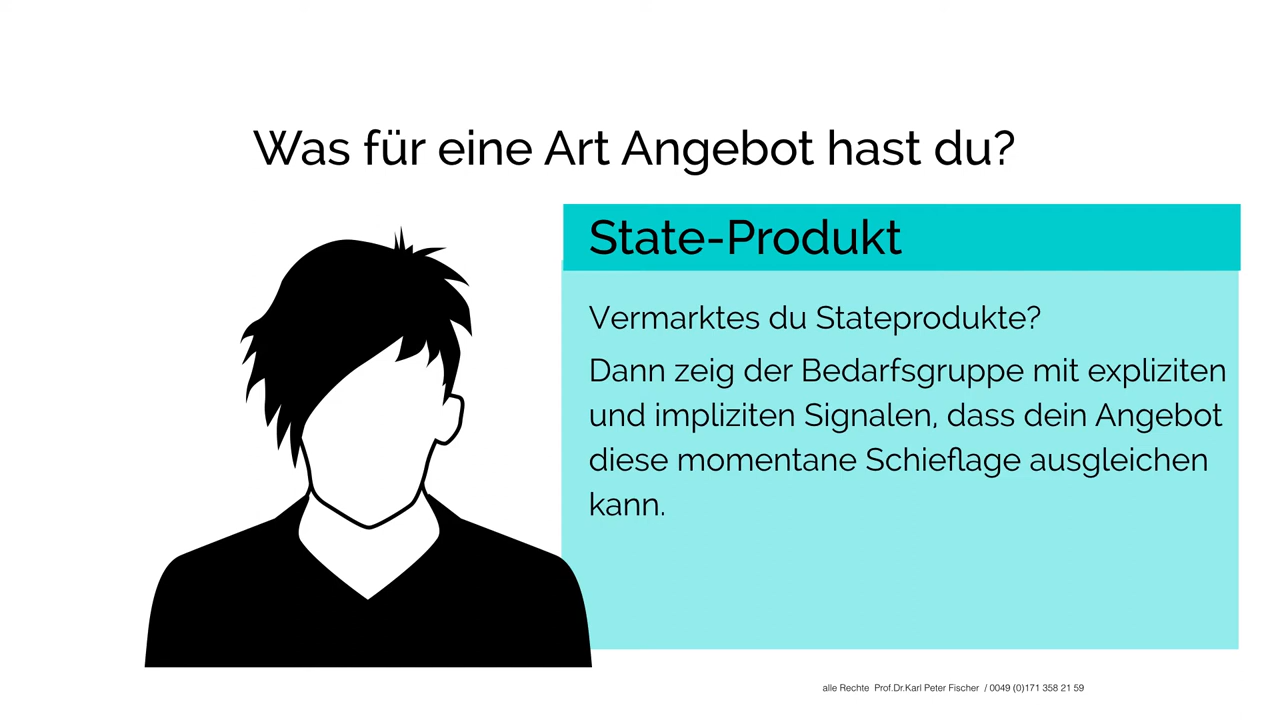 Was für eine Art Angebot hast du?
State-Produkt
Vermarktes du Stateprodukte?
Dann zeig der Bedarfsgruppe mit expliziten
und impliziten Signalen, dass dein Angebot
diese momentane Schieflage ausgleichen
kann.
alle Rechte Prof.Dr.Karl Peter Fischer / 0049 (0)171 358 21 59